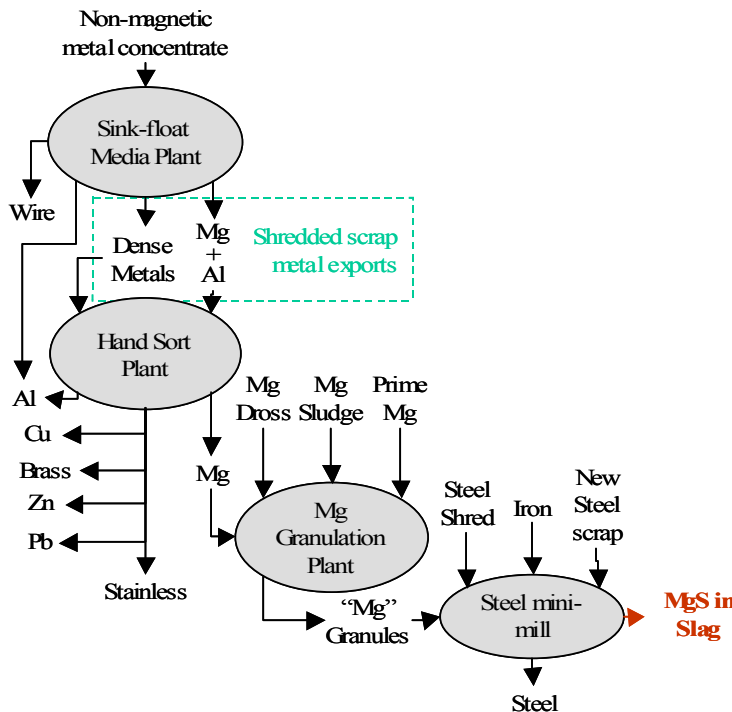 Non-magnetic
metal concentrate
Sink-float
Media Plant
Wire
Dense
Metals
Mg
+
Al
Shredded scrap
metal exports
Hand Sort
Plant
Al
Cu
Brass
Zn
Pb
Stainless
Mg
Mg
Dross
Mg
Sludge
Prime
Mg
Mg
Granulation
Plant
Steel
Shred
Iron
New
Steel
scrap
“Mg”
Granules
Steel mini-
mill
MgS in
Slag
Steel